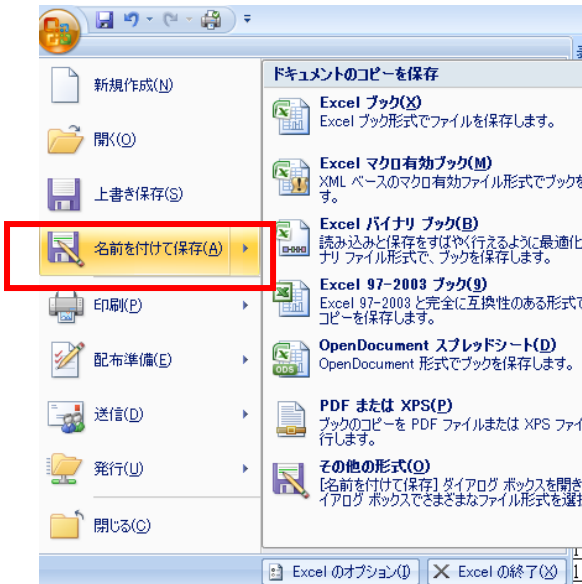 新規作成(N)
開く(O)
上書き保存(S)
名前を付けて保存(A)
印刷(P)
配布準備(E)
送信(D)
発行(U)
閉じる(C)
ドキュメントのコピーを保存
Excel ブック(X)
Excel ブック形式でファイルを保存します。
Excel マクロ有効ブック(M)
XML ベースのマクロ有効ファイル形式でブックを
す。
Excel バイナリ ブック(B)
読み込みと保存をすばやく行えるように最適化
ナリ ファイル形式で、ブックを保存します。
Excel 97-2003 ブック(9)
Excel 97-2003 と完全に互換性のある形式で
コピーを保存します。
OpenDocument スプレッドシート(D)
OpenDocument 形式でブックを保存します。
PDF または XPS(P)
ブックのコピーを PDF ファイルまたは XPS ファイ
行します。
その他の形式(O)
[名前を付けて保存] ダイアログ ボックスを開き
イアログ ボックスでさまざまなファイル形式を選択
Excel のオプション(I)
Excel の終了(X)